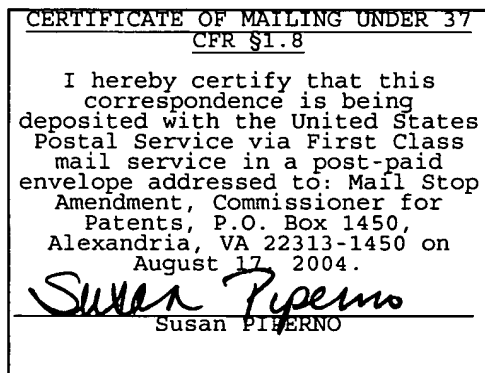 CERTIFICATE OF MAILING UNDER 37
CFR §1.8
I hereby certify that this
correspondence is being
deposited with the United States
Postal Service via First Class
mail service in a post-paid
envelope addressed to: Mail Stop
Amendment, Commissioner for
Patents, P.O. Box 1450,
Alexandria, VA 22313-1450 on
August 17, 2004.
Susan Piperno
Susan PIPERNO